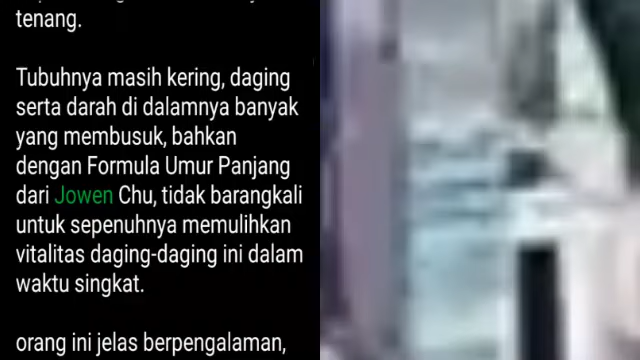 tenang.
Tubuhnya masih kering, daging
serta darah di dalamnya banyak
yang membusuk, bahkan
dengan Formula Umur Panjang
dari Jowen Chu, tidak barangkali
untuk sepenuhnya memulihkan
vitalitas daging-daging ini dalam
waktu singkat.
orang ini jelas berpengalaman,